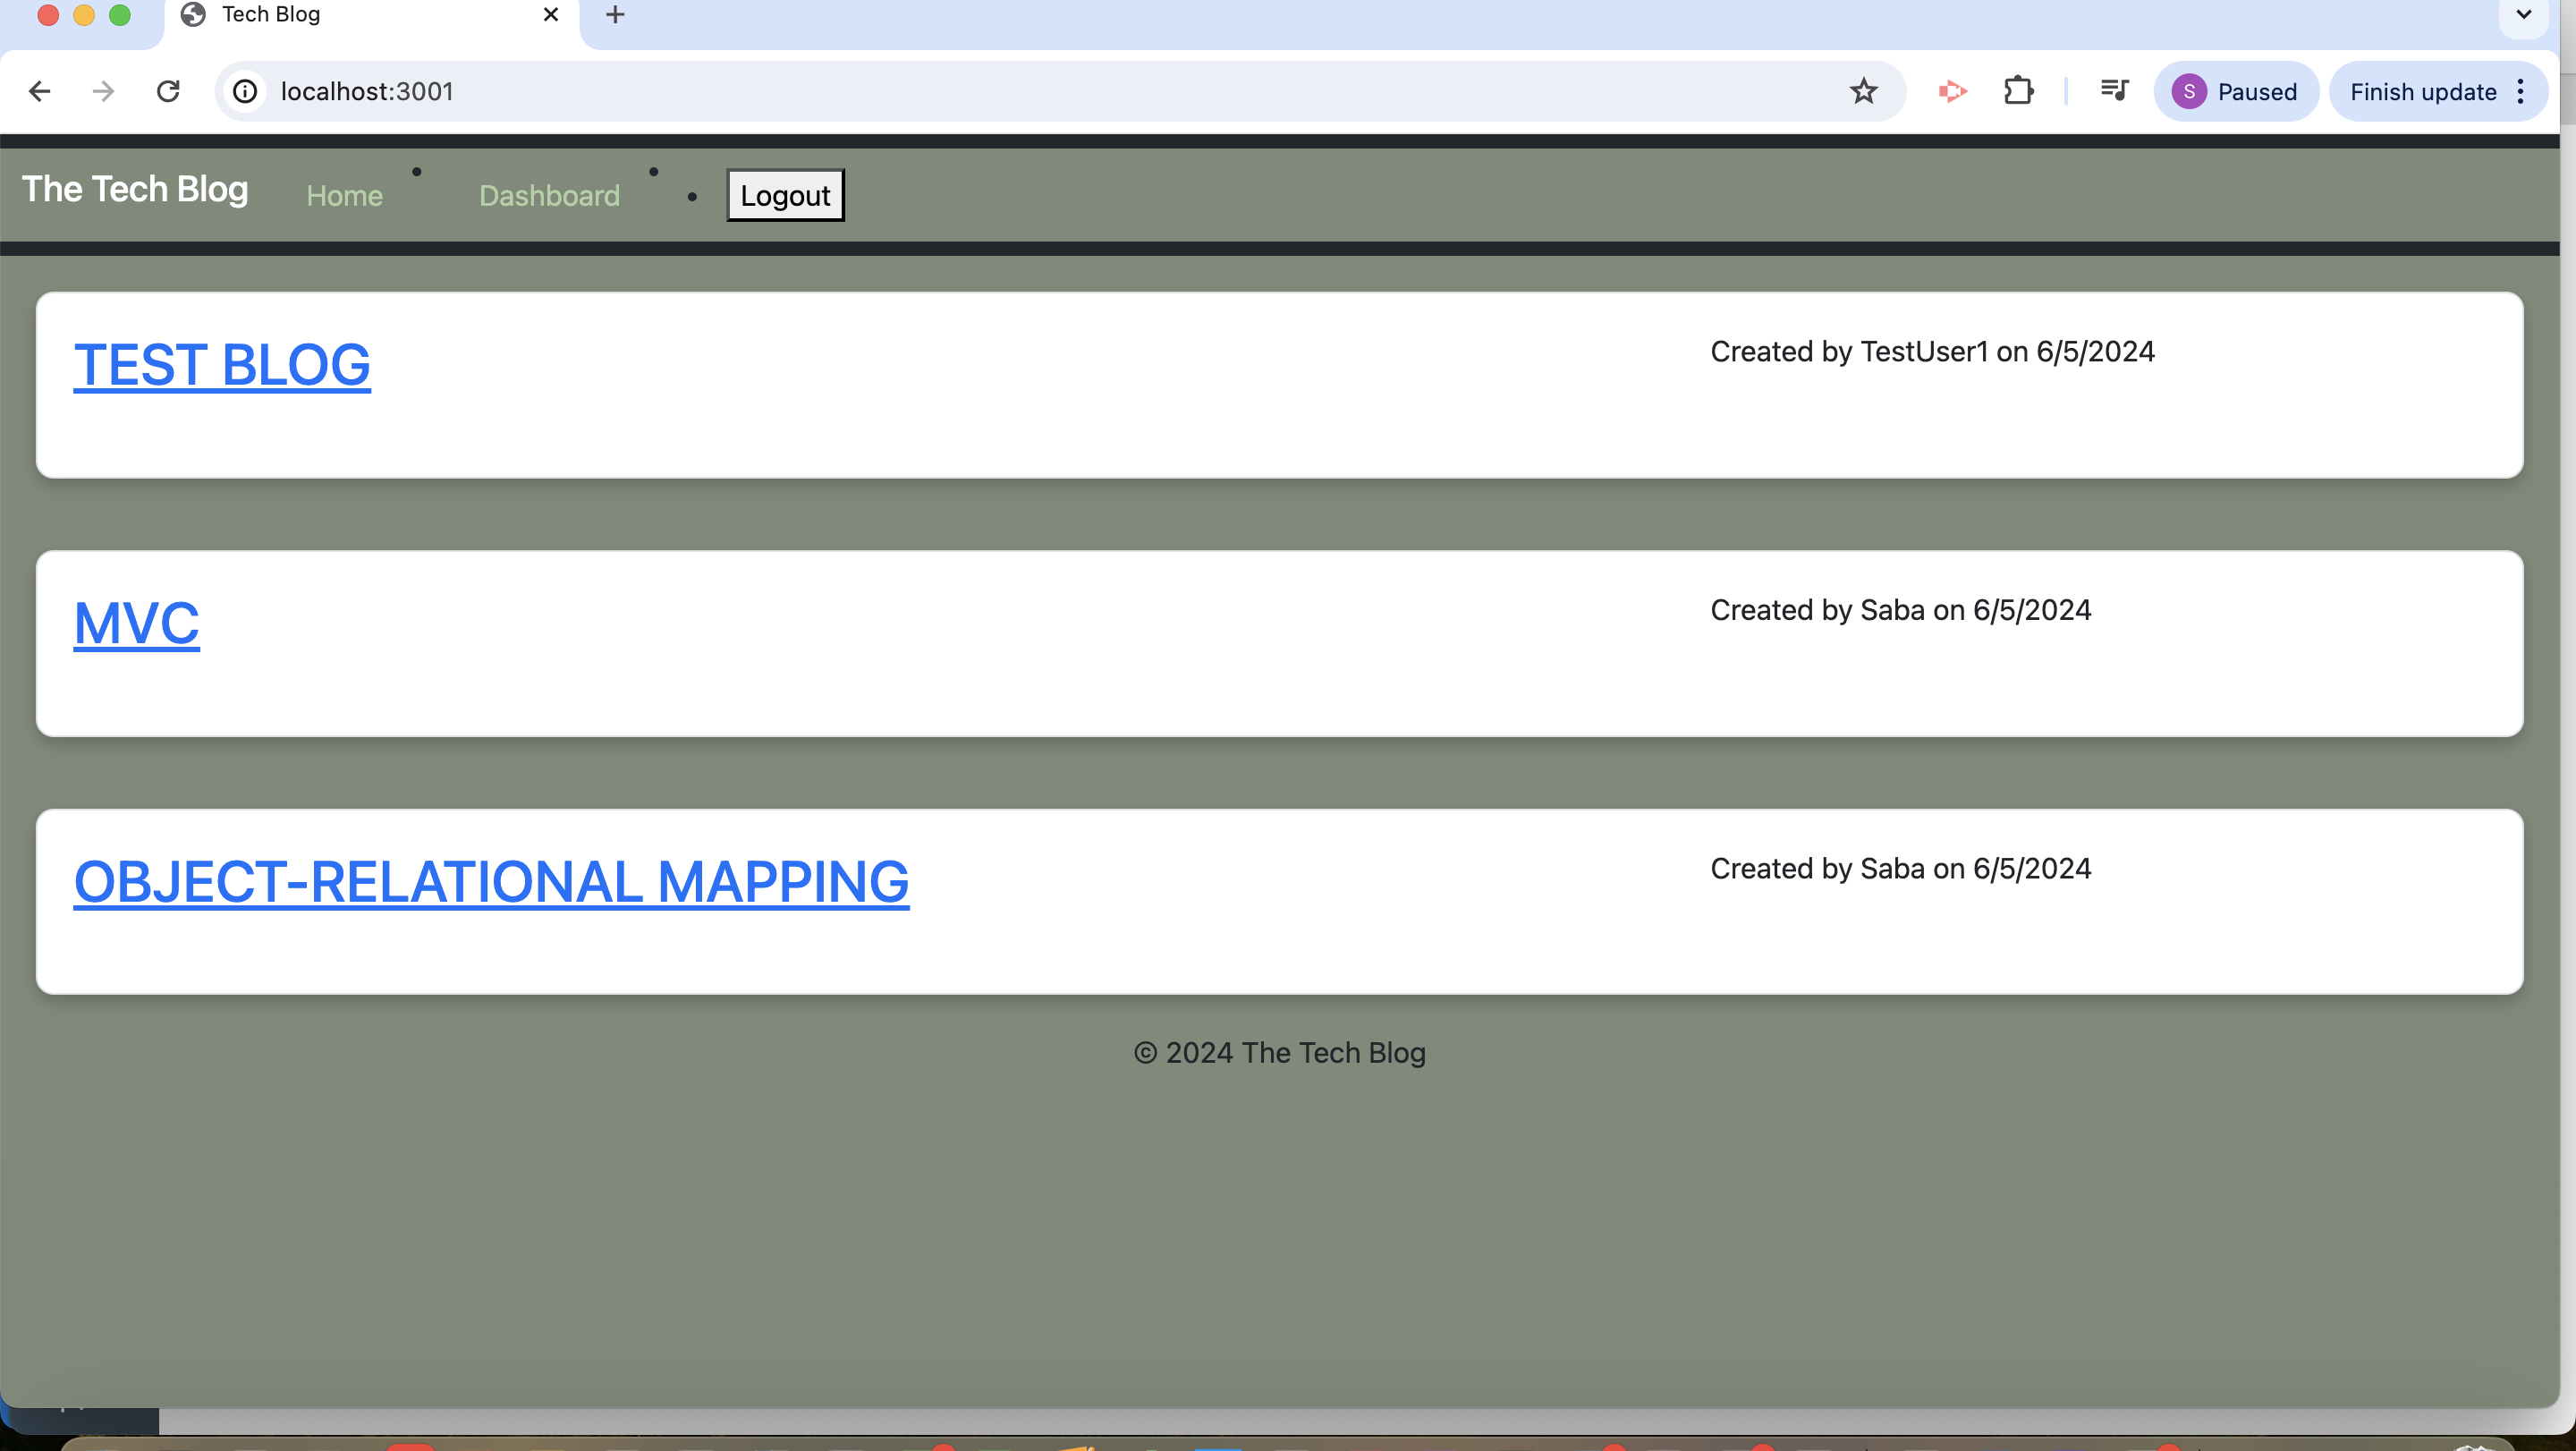 Tech Blog
localhost:3001
S Paused Finish update
The Tech Blog Home Dashboard Logout
TEST BLOG Created by TestUser1 on 6/5/2024
MVC Created by Saba on 6/5/2024
OBJECT-RELATIONAL MAPPING Created by Saba on 6/5/2024
© 2024 The Tech Blog